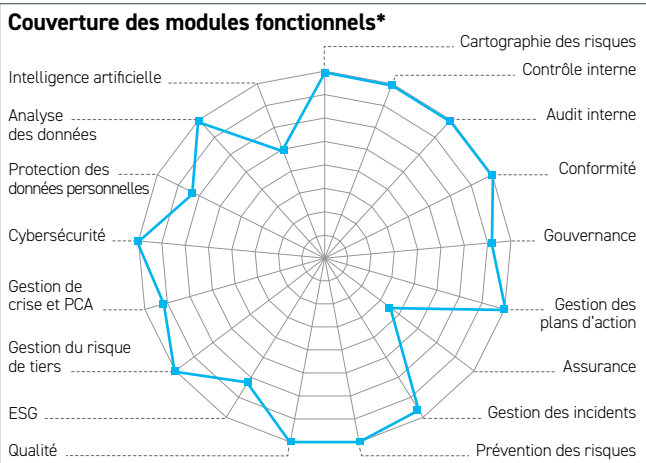 Couverture des modules fonctionnels*
Cartographie des risques
Contrôle interne
Audit interne
Conformité
Gouvernance
Gestion des
plans d'action
Assurance
Gestion des incidents
Prévention des risques
Qualité
ESG
Gestion du risque
de tiers
Gestion de
crise et PCA
Cybersécurité
Protection des
données personnelles
Analyse
des données
Intelligence artificielle